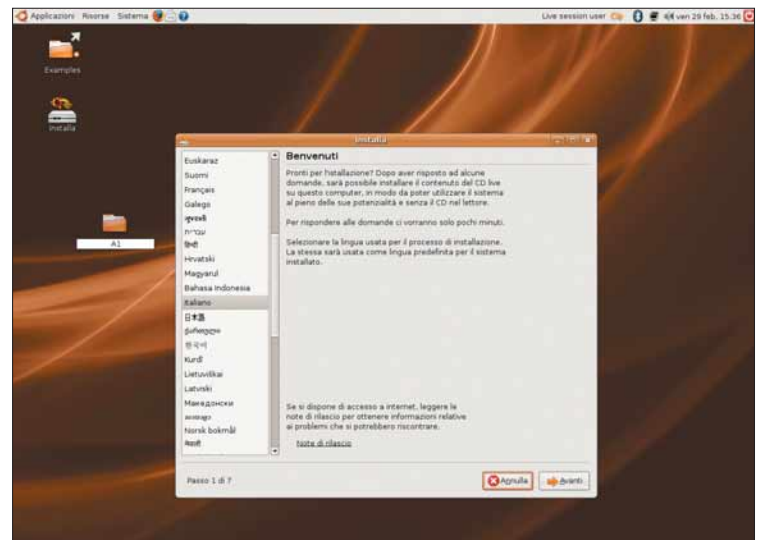 Applicazioni Risorse Sistema
Live session user
ven 29 feb, 15.36
Examples
Installa
A1
Installa
Euskaraz
Suomi
Français
Galego
ગુજરાતી
עברית
हिन्दी
Hrvatski
Magyarul
Bahasa Indonesia
Italiano
日本語
ქართული
한국어
Kurdî
Lietuviškai
Latviski
Македонски
Norsk bokmål
नेपाली
Benvenuti
Pronti per l'installazione? Dopo aver risposto ad alcune
domande, sarà possibile installare il contenuto del CD live
su questo computer, in modo da poter utilizzare il sistema
al pieno delle sue potenzialità e senza il CD nel lettore.
Per rispondere alle domande ci vorranno solo pochi minuti.
Selezionare la lingua usata per il processo di installazione.
La stessa sarà usata come lingua predefinita per il sistema
installato.
Se si dispone di accesso a internet, leggere le
note di rilascio per ottenere informazioni relative
ai problemi che si potrebbero riscontrare.
Note di rilascio
Passo 1 di 7
Annulla
Avanti